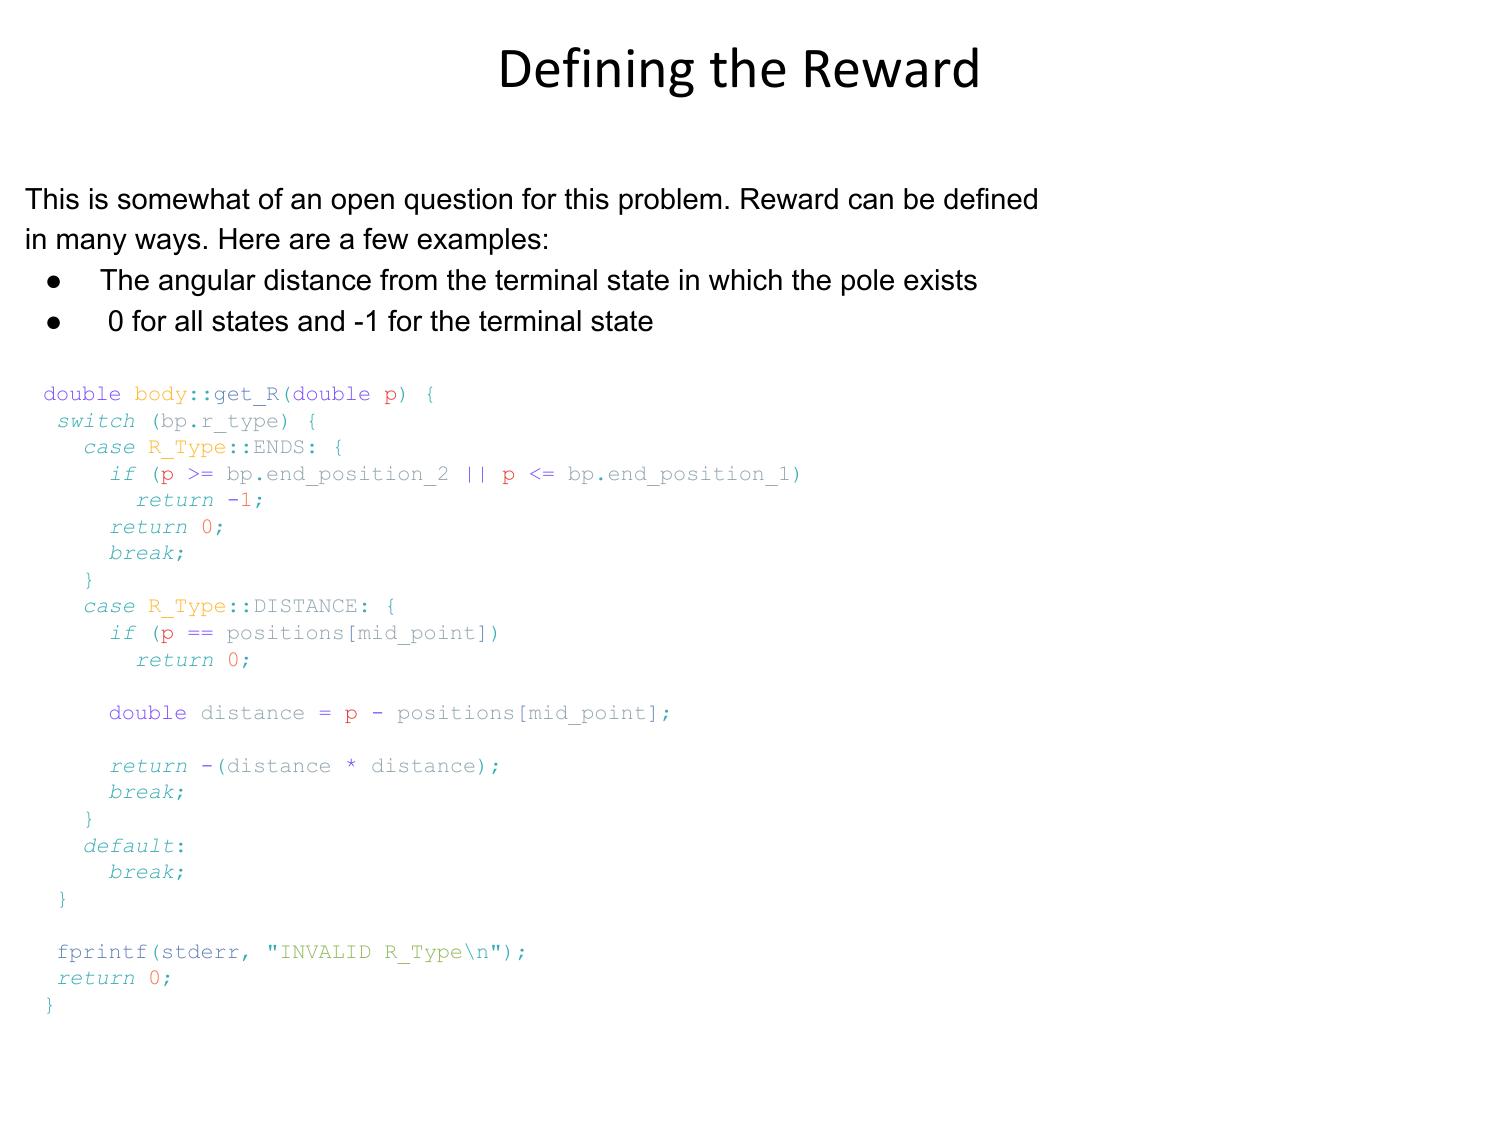 Defining the Reward
This is somewhat of an open question for this problem. Reward can be defined
in many ways. Here are a few examples:
● The angular distance from the terminal state in which the pole exists
● 0 for all states and -1 for the terminal state
double body::get_R(double p) {
switch (bp.r_type) {
case R_Type::ENDS: {
if (p >= bp.end_position_2 || p <= bp.end_position_1)
return -1;
return 0;
break;
}
case R_Type::DISTANCE: {
if (p == positions[mid_point])
return 0;
double distance = p - positions[mid_point];
return -(distance * distance);
break;
}
default:
break;
}
fprintf(stderr, "INVALID R_Type\n");
return 0;
}